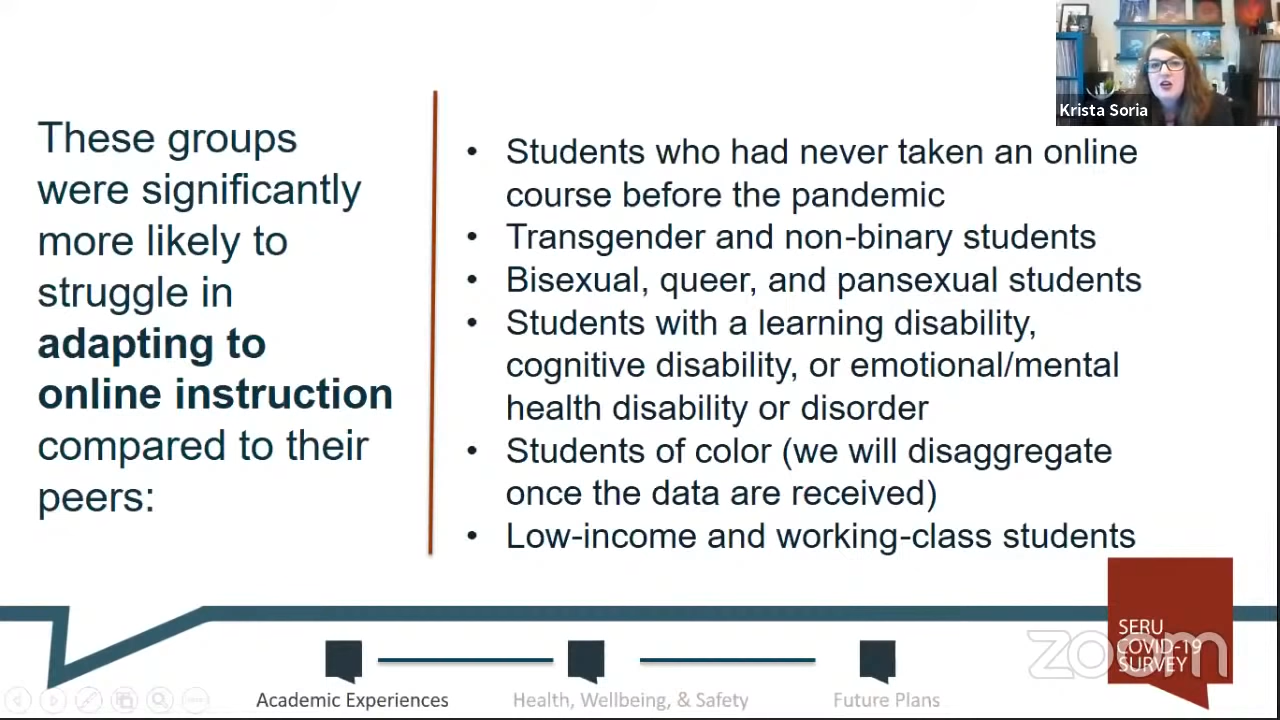 Krista Soria
These groups
were significantly
more likely to
struggle in
adapting to
online instruction
compared to their
peers:
• Students who had never taken an online
course before the pandemic
• Transgender and non-binary students
• Bisexual, queer, and pansexual students
• Students with a learning disability,
cognitive disability, or emotional/mental
health disability or disorder
• Students of color (we will disaggregate
once the data are received)
• Low-income and working-class students
SERU
COVID-19
SURVEY
zoom
Academic Experiences
Health, Wellbeing, & Safety
Future Plans